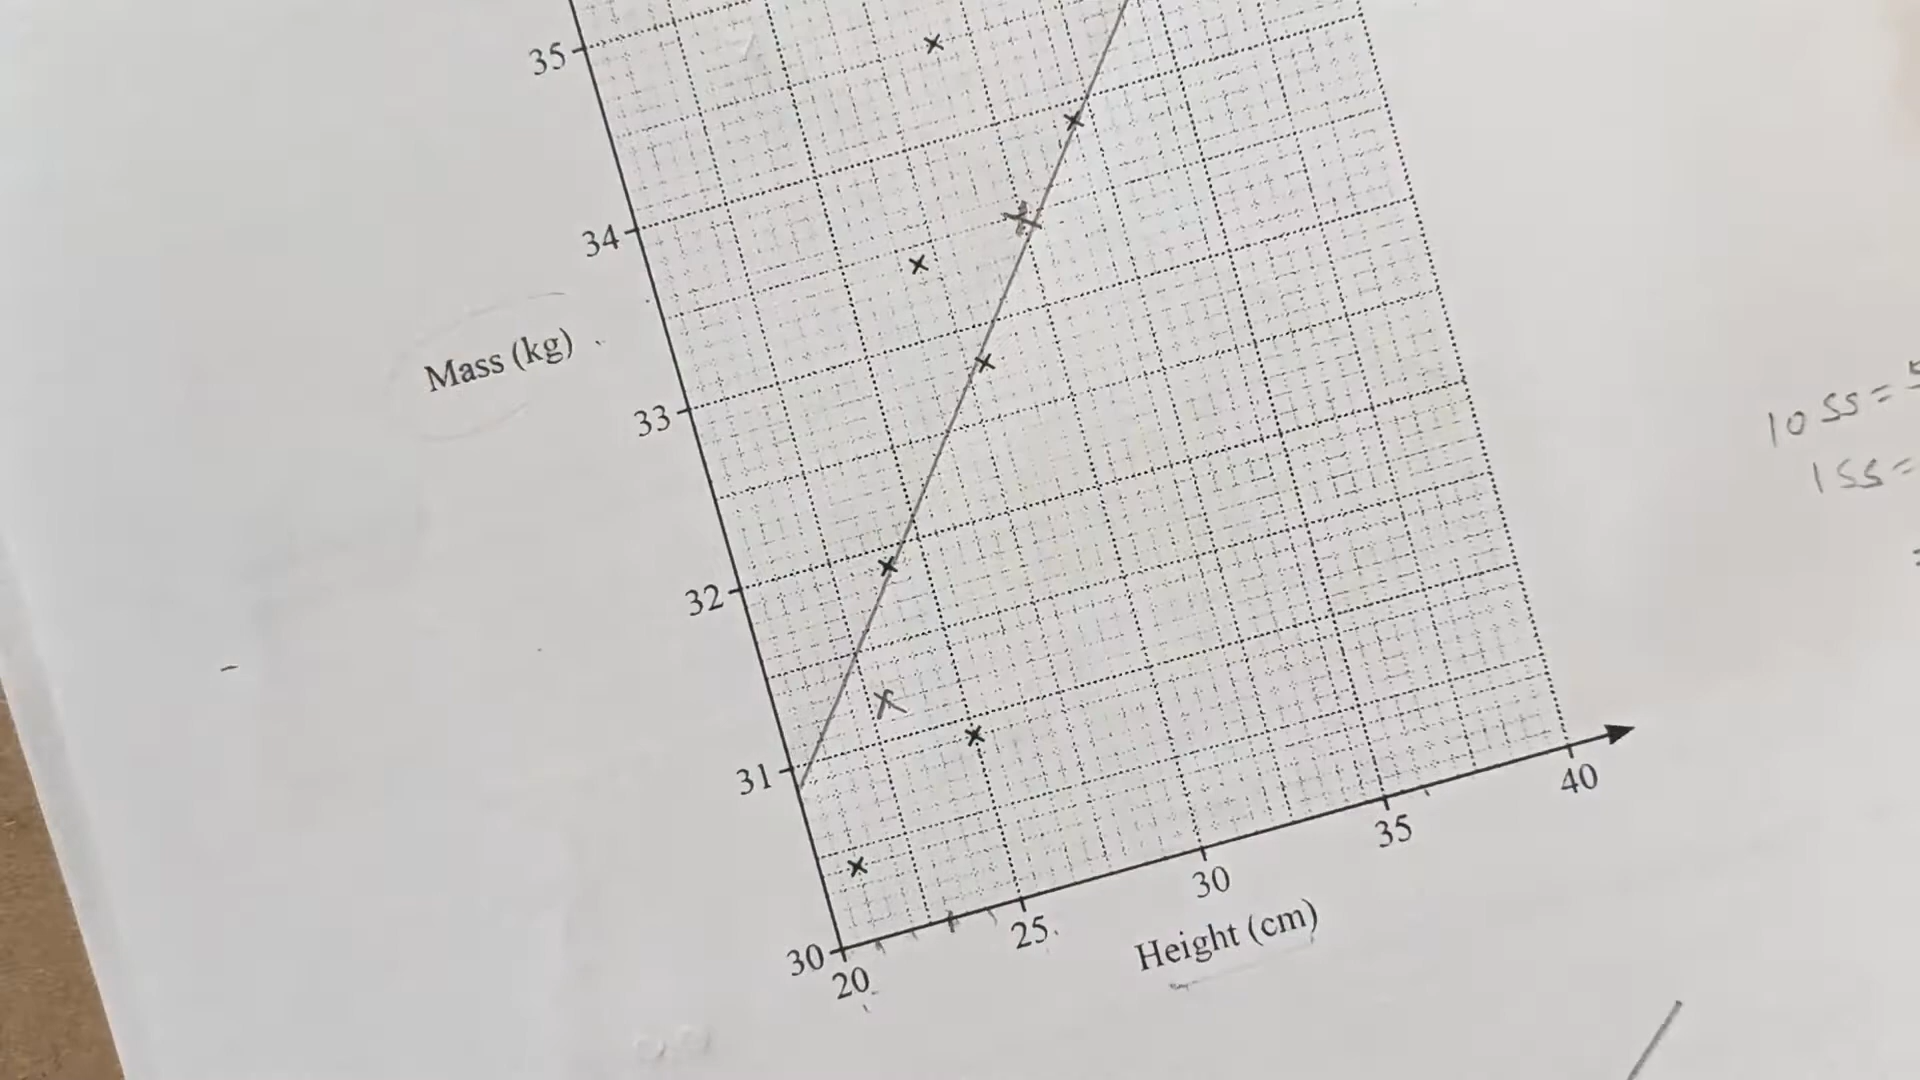 35
34
Mass (kg)
33
10 SS =
1 SS =
32
31
40
35
30
25
Height (cm)
30
20